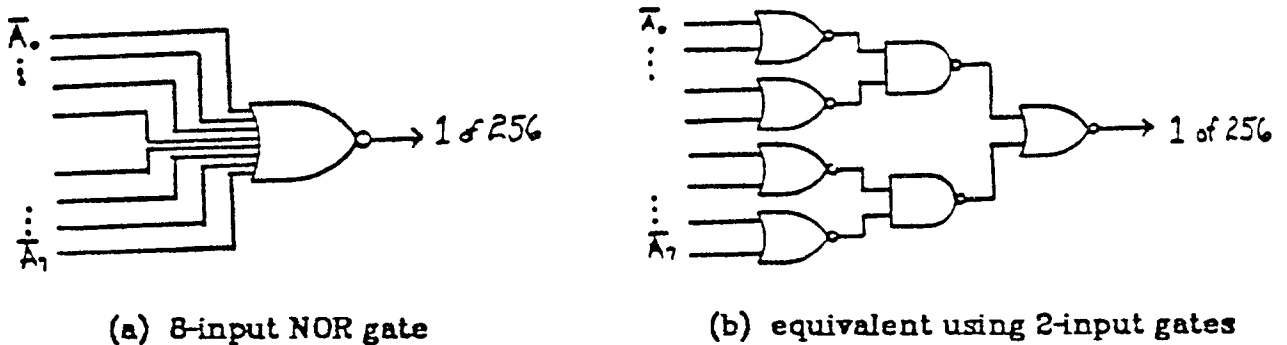 Ā₀
⋮
Ā₇
1 of 256
(a) 8-input NOR gate
Ā₀
⋮
⋮
Ā₇
1 of 256
(b) equivalent using 2-input gates